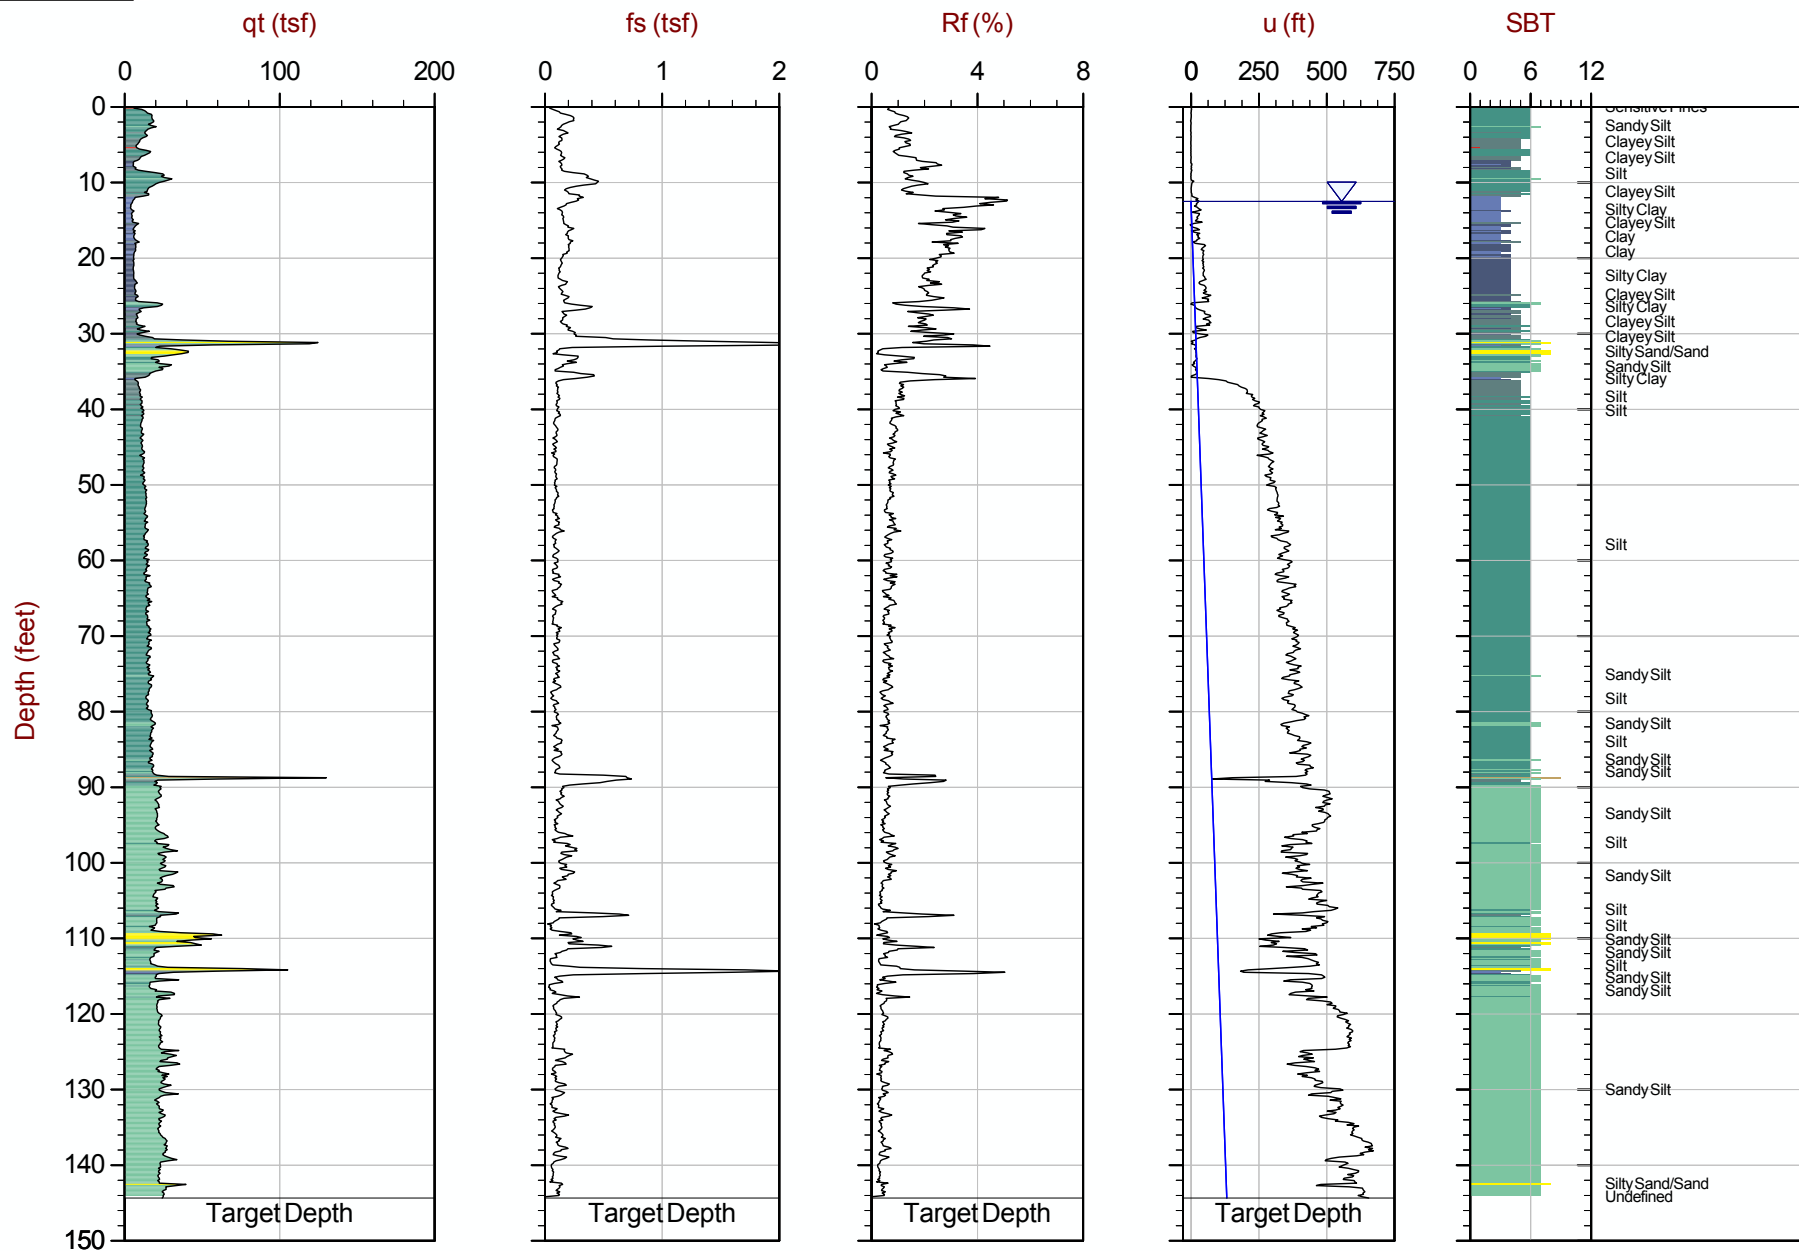 qt (tsf) fs (tsf) Rf (%) u (ft) SBT
0 100 200 0 1 2 0 4 8 0 250 500 750 0 6 12
0
Sensitive Fines
Sandy Silt
Clayey Silt
Clayey Silt
Silt
10
Clayey Silt
Silty Clay
Clayey Silt
Clay
Clay
20
Silty Clay
Clayey Silt
Silty Clay
Clayey Silt
30
Clayey Silt
Silty Sand/Sand
Sandy Silt
Silty Clay
Silt
40
Silt
50
Silt
60
Depth (feet)
70
Sandy Silt
Silt
80
Sandy Silt
Silt
Sandy Silt
Sandy Silt
90
Sandy Silt
Silt
100
Sandy Silt
Silt
Silt
110
Sandy Silt
Sandy Silt
Silt
Sandy Silt
Sandy Silt
120
130
Sandy Silt
140
Silty Sand/Sand
Undefined
Target Depth Target Depth Target Depth Target Depth
150